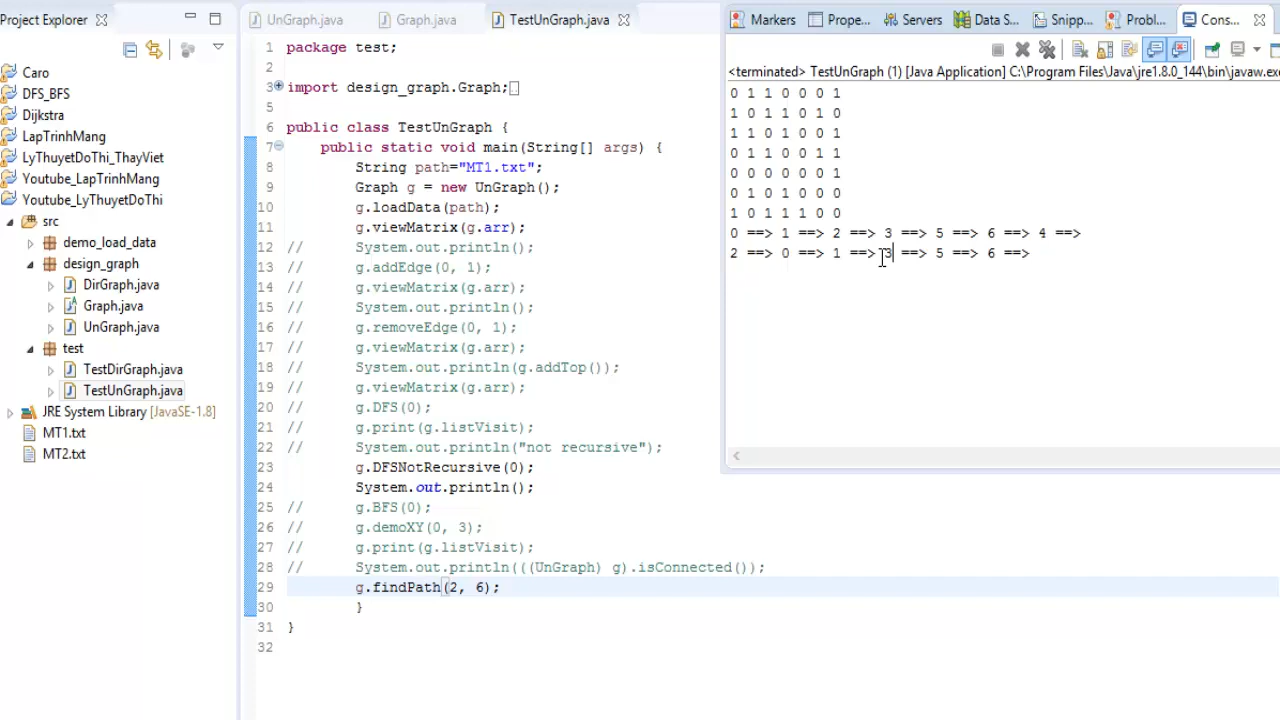 Project Explorer
Caro
DFS_BFS
Dijkstra
LapTrinhMang
LyThuyetDoThi_ThayViet
Youtube_LapTrinhMang
Youtube_LyThuyetDoThi
src
demo_load_data
design_graph
DirGraph.java
Graph.java
UnGraph.java
test
TestDirGraph.java
TestUnGraph.java
JRE System Library [JavaSE-1.8]
MT1.txt
MT2.txt
UnGraph.java Graph.java TestUnGraph.java
1 package test;
2
3 import design_graph.Graph;
5
6 public class TestUnGraph {
7 public static void main(String[] args) {
8 String path="MT1.txt";
9 Graph g = new UnGraph();
10 g.loadData(path);
11 g.viewMatrix(g.arr);
12 // System.out.println();
13 // g.addEdge(0, 1);
14 // g.viewMatrix(g.arr);
15 // System.out.println();
16 // g.removeEdge(0, 1);
17 // g.viewMatrix(g.arr);
18 // System.out.println(g.addTop());
19 // g.viewMatrix(g.arr);
20 // g.DFS(0);
21 // g.print(g.listVisit);
22 // System.out.println("not recursive");
23 g.DFSNotRecursive(0);
24 System.out.println();
25 // g.BFS(0);
26 // g.demoXY(0, 3);
27 // g.print(g.listVisit);
28 // System.out.println(((UnGraph) g).isConnected());
29 g.findPath(2, 6);
30 }
31 }
32
Markers Prope... Servers Data S... Snipp... Probl... Cons...
<terminated> TestUnGraph (1) [Java Application] C:\Program Files\Java\jre1.8.0_144\bin\javaw.exe
0 1 1 0 0 0 1
1 0 1 1 0 1 0
1 1 0 1 0 0 1
0 1 1 0 0 1 1
0 0 0 0 0 0 1
0 1 0 1 0 0 0
1 0 1 1 1 0 0
0 ==> 1 ==> 2 ==> 3 ==> 5 ==> 6 ==> 4 ==>
2 ==> 0 ==> 1 ==> 3 ==> 5 ==> 6 ==>